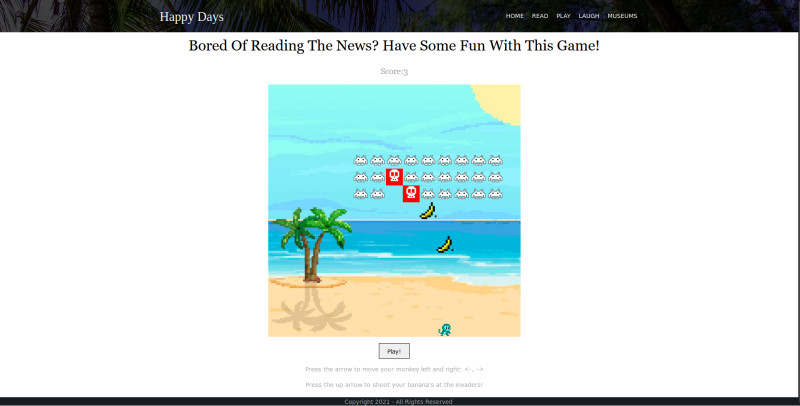 Happy Days
HOME READ PLAY LAUGH MUSEUMS
Bored Of Reading The News? Have Some Fun With This Game!
Score:3
Play!
Press the arrow to move your monkey left and right: <-, ->
Press the up arrow to shoot your banana's at the invaders!
Copyright 2021 - All Rights Reserved